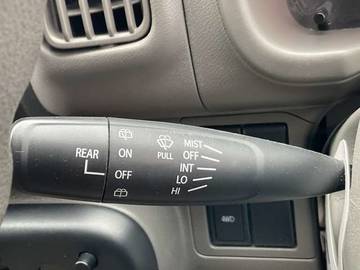 REAR
ON
OFF
PULL
MIST
OFF
INT
LO
HI
4WD